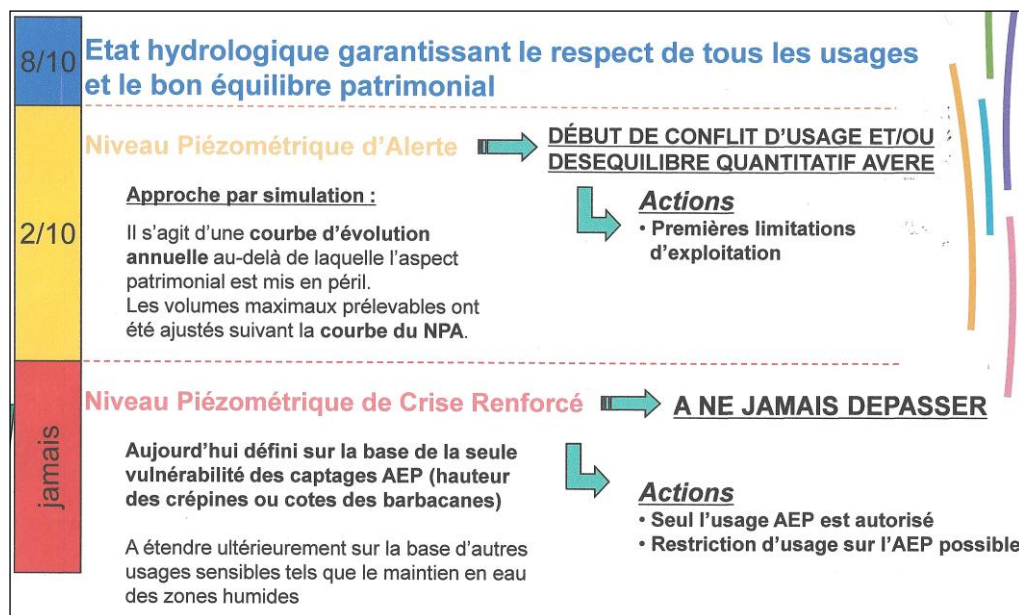 8/10
Etat hydrologique garantissant le respect de tous les usages
et le bon équilibre patrimonial
2/10
Niveau Piézométrique d'Alerte
DÉBUT DE CONFLIT D'USAGE ET/OU
DESEQUILIBRE QUANTITATIF AVERE
Approche par simulation :
Il s'agit d'une courbe d'évolution
annuelle au-delà de laquelle l'aspect
patrimonial est mis en péril.
Les volumes maximaux prélevables ont
été ajustés suivant la courbe du NPA.
Actions
• Premières limitations
d'exploitation
jamais
Niveau Piézométrique de Crise Renforcé
A NE JAMAIS DEPASSER
Aujourd'hui défini sur la base de la seule
vulnérabilité des captages AEP (hauteur
des crépines ou cotes des barbacanes)
A étendre ultérieurement sur la base d'autres
usages sensibles tels que le maintien en eau
des zones humides
Actions
• Seul l'usage AEP est autorisé
• Restriction d'usage sur l'AEP possible